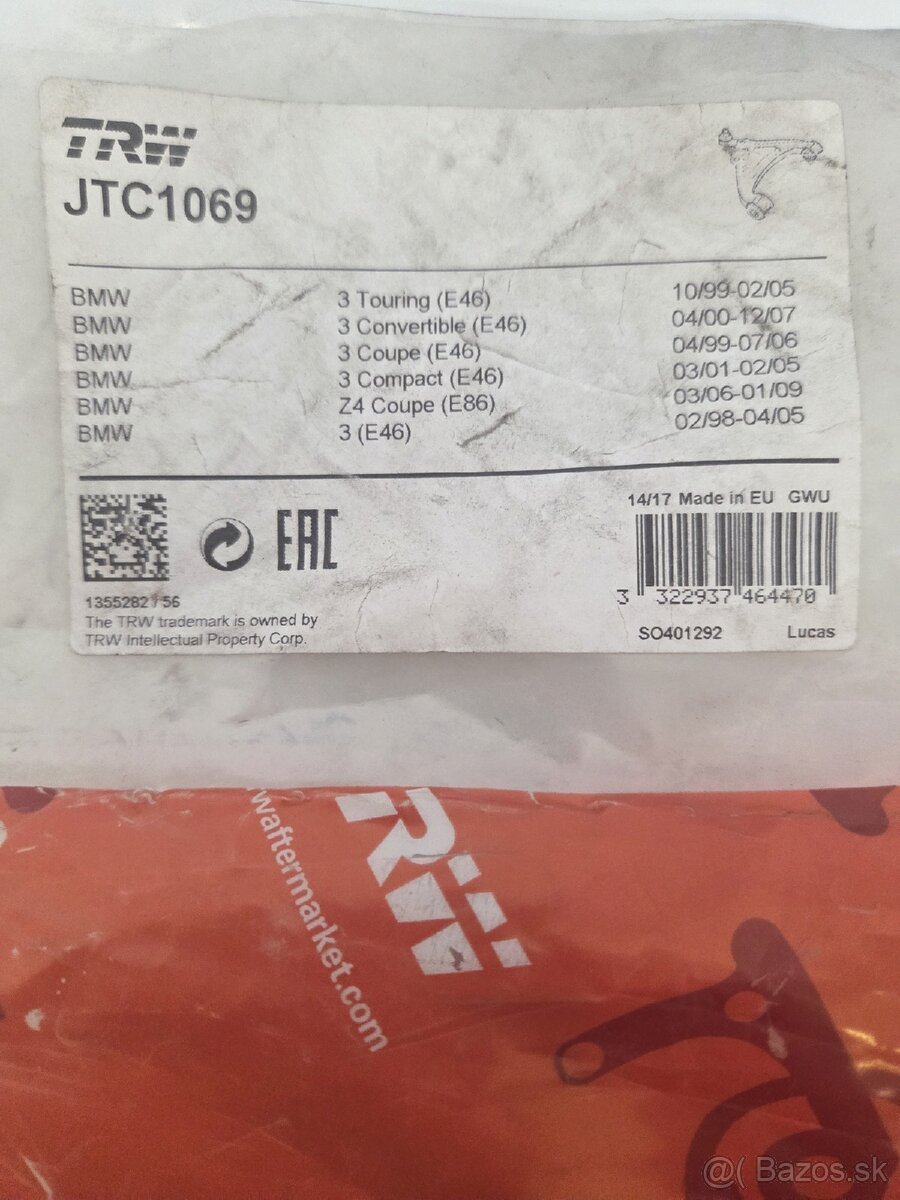 TRW
JTC1069
BMW 3 Touring (E46) 10/99-02/05
BMW 3 Convertible (E46) 04/00-12/07
BMW 3 Coupe (E46) 04/99-07/06
BMW 3 Compact (E46) 03/01-02/05
BMW Z4 Coupe (E86) 03/06-01/09
BMW 3 (E46) 02/98-04/05
14/17 Made in EU GWU
EAC
3 322937 464470
The TRW trademark is owned by
TRW Intellectual Property Corp.
SO401292 Lucas
TRW
waftermarket.com
@( Bazos.sk